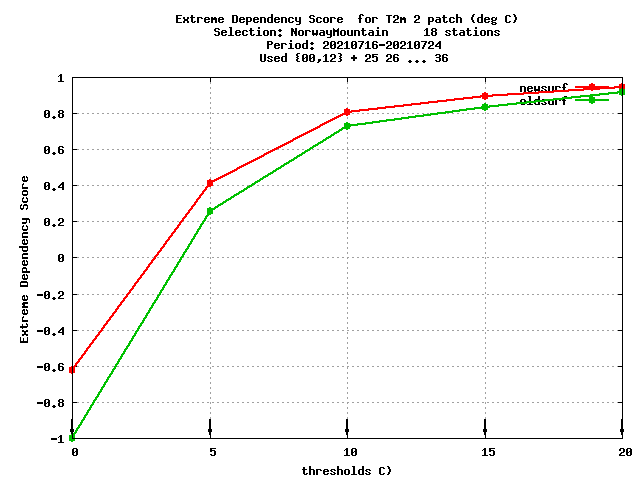 Extreme Dependency Score  for T2m 2 patch (deg C)
Selection: NorwayMountain     18 stations
Period: 20210716-20210724
Used {00,12} + 25 26 ... 36
newsurf
oldsurf
1
0.8
0.6
0.4
0.2
0
-0.2
-0.4
-0.6
-0.8
-1
Extreme Dependency Score
0 5 10 15 20
thresholds C)